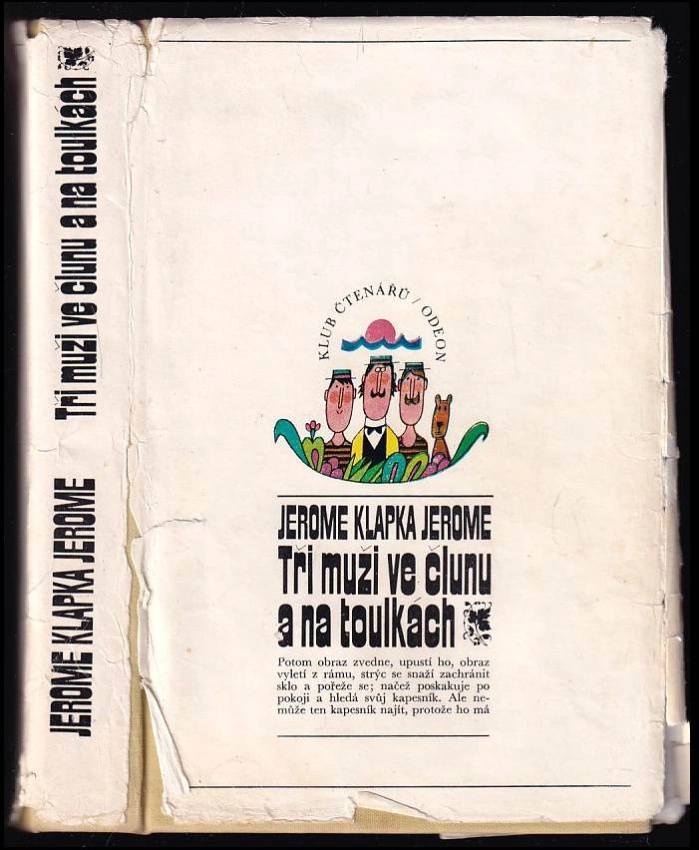 Tři muži ve člunu a na toulkách
JEROME KLAPKA JEROME
KLUB ČTENÁŘŮ / ODEON
JEROME KLAPKA JEROME
Tři muži ve člunu
a na toulkách
Potom obraz zvedne, upustí ho, obraz
vyletí z rámu, strýc se snaží zachránit
sklo a pořeže se; načež poskakuje po
pokoji a hledá svůj kapesník. Ale ne-
může ten kapesník najít, protože ho má